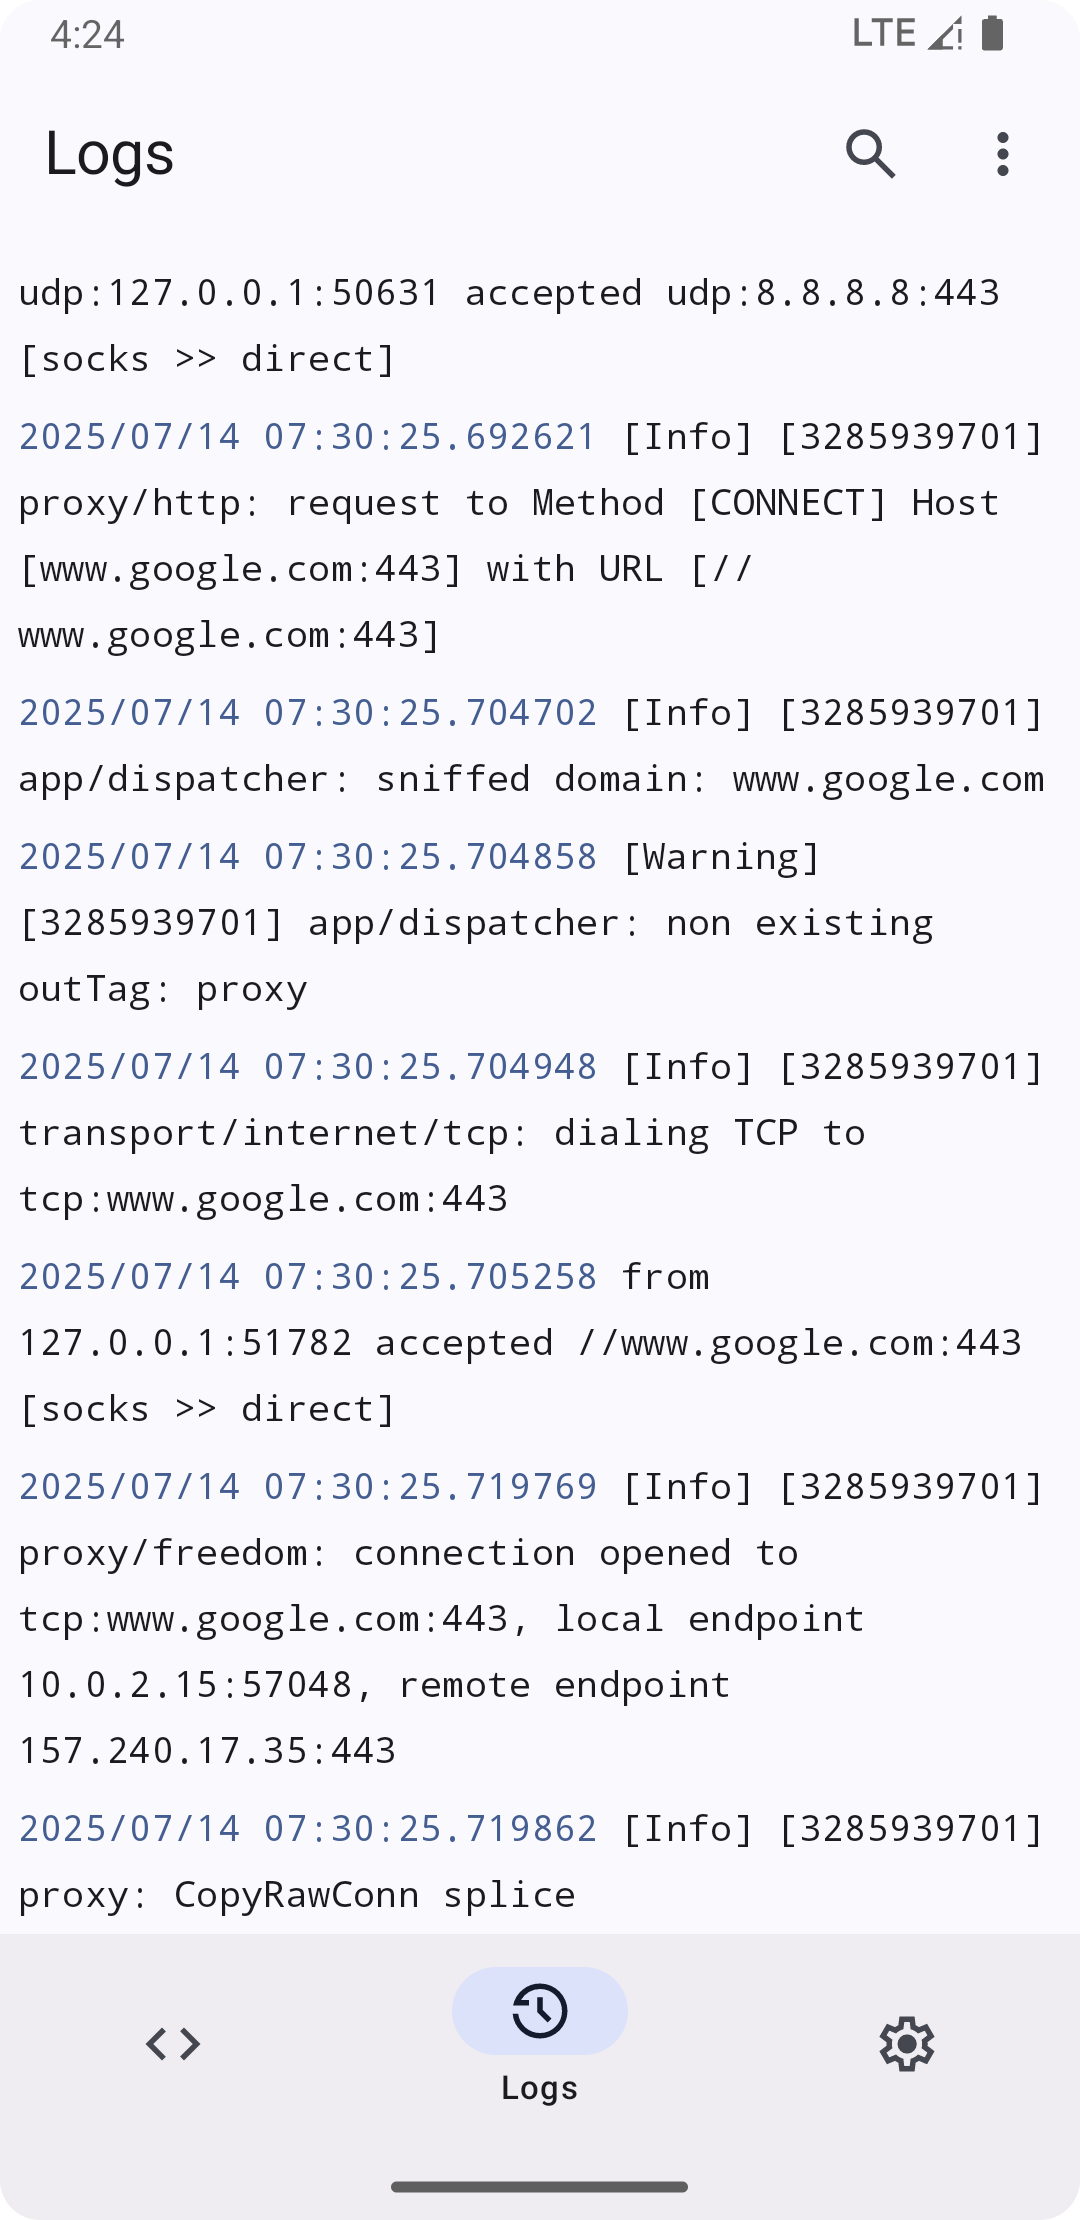 4:24
LTE
Logs
udp:127.0.0.1:50631 accepted udp:8.8.8.8:443
[socks >> direct]
2025/07/14 07:30:25.692621 [Info] [3285939701]
proxy/http: request to Method [CONNECT] Host
[www.google.com:443] with URL [//
www.google.com:443]
2025/07/14 07:30:25.704702 [Info] [3285939701]
app/dispatcher: sniffed domain: www.google.com
2025/07/14 07:30:25.704858 [Warning]
[3285939701] app/dispatcher: non existing
outTag: proxy
2025/07/14 07:30:25.704948 [Info] [3285939701]
transport/internet/tcp: dialing TCP to
tcp:www.google.com:443
2025/07/14 07:30:25.705258 from
127.0.0.1:51782 accepted //www.google.com:443
[socks >> direct]
2025/07/14 07:30:25.719769 [Info] [3285939701]
proxy/freedom: connection opened to
tcp:www.google.com:443, local endpoint
10.0.2.15:57048, remote endpoint
157.240.17.35:443
2025/07/14 07:30:25.719862 [Info] [3285939701]
proxy: CopyRawConn splice
Logs